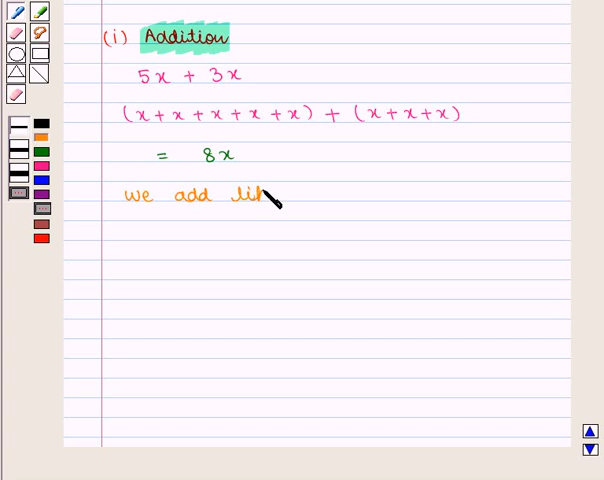 (i) Addition
5x + 3x
(x + x + x + x + x) + (x + x + x)
= 8x
we add